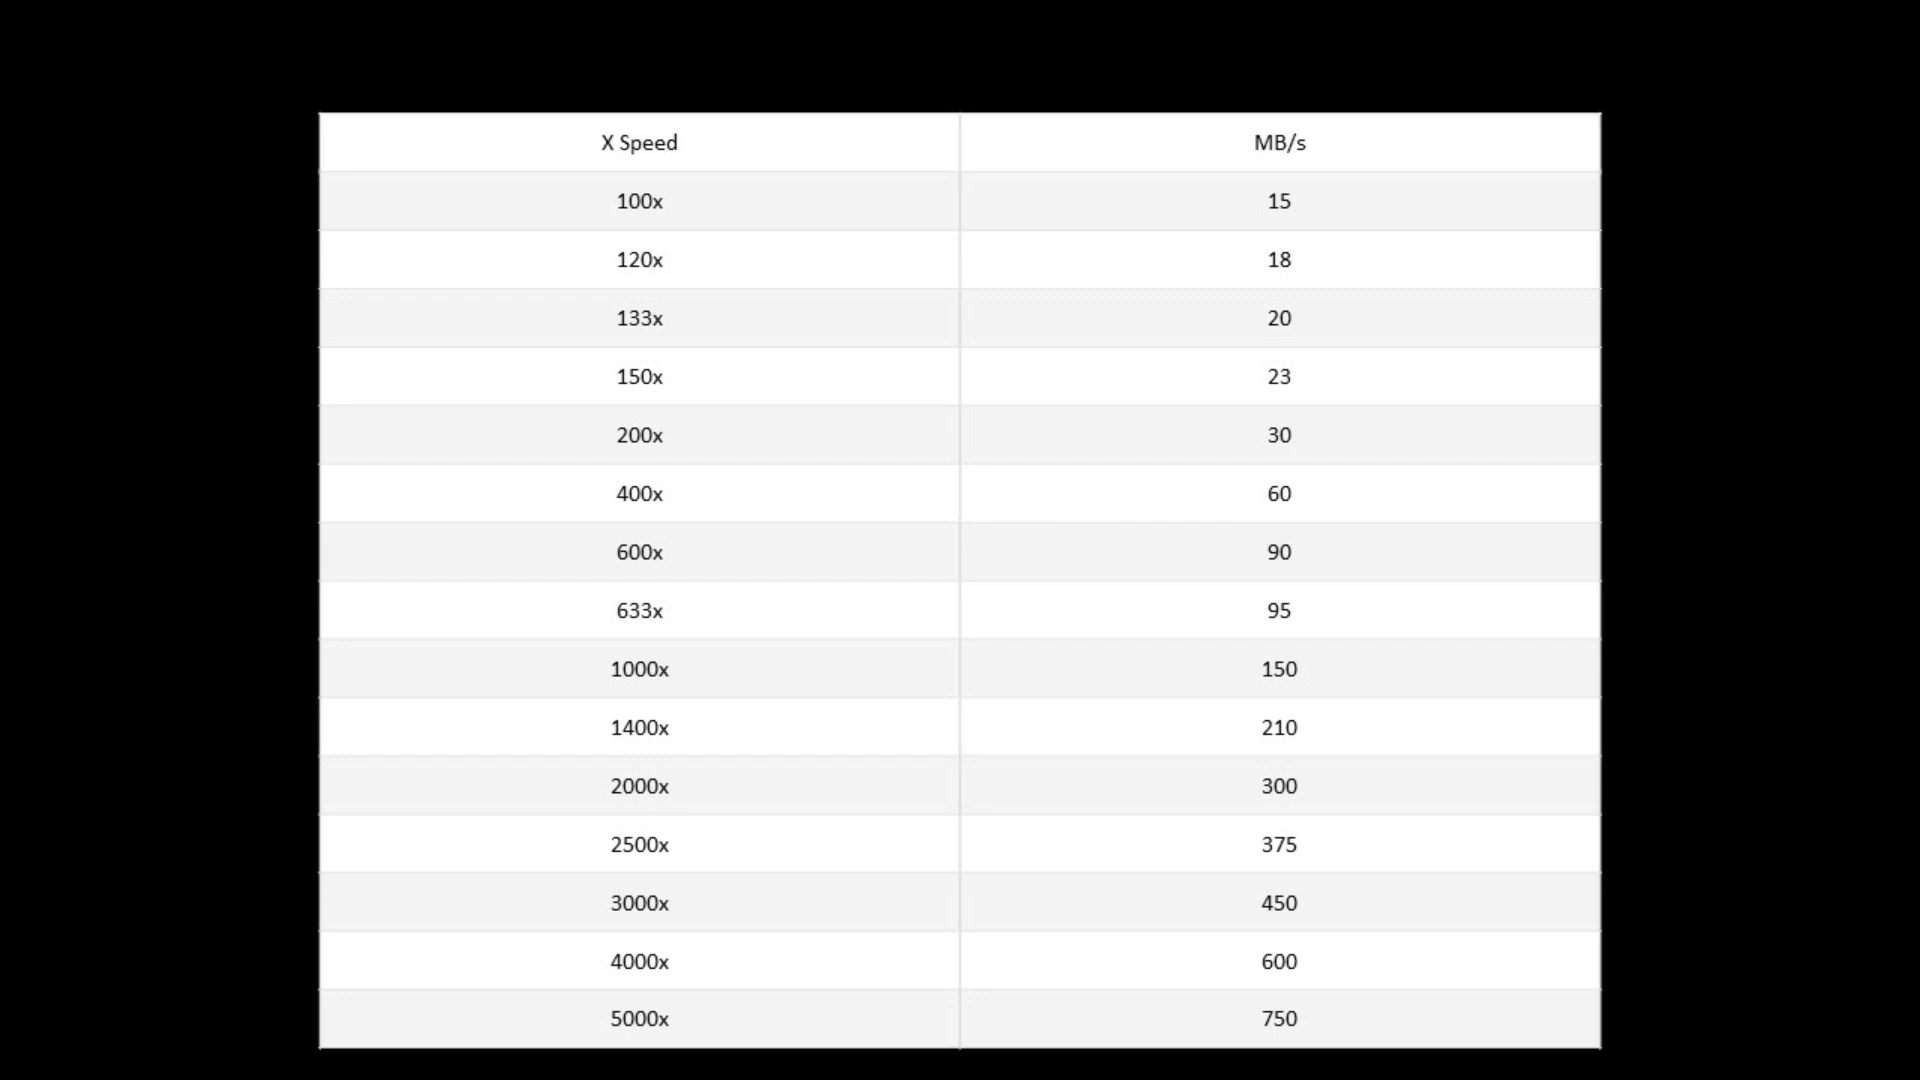 X Speed MB/s
100x 15
120x 18
133x 20
150x 23
200x 30
400x 60
600x 90
633x 95
1000x 150
1400x 210
2000x 300
2500x 375
3000x 450
4000x 600
5000x 750